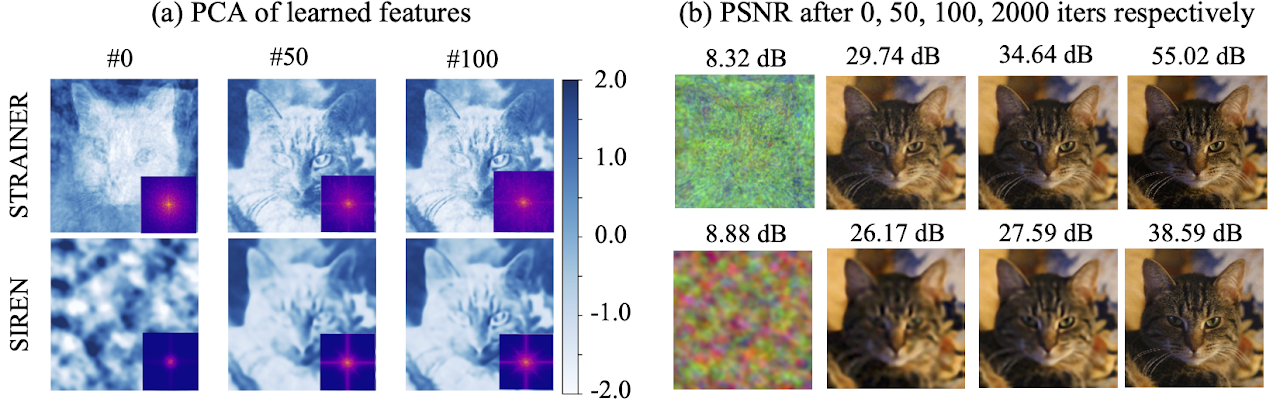 (a) PCA of learned features
(b) PSNR after 0, 50, 100, 2000 iters respectively
#0 #50 #100
8.32 dB 29.74 dB 34.64 dB 55.02 dB
STRAINER
2.0
1.0
0.0
-1.0
-2.0
8.88 dB 26.17 dB 27.59 dB 38.59 dB
SIREN